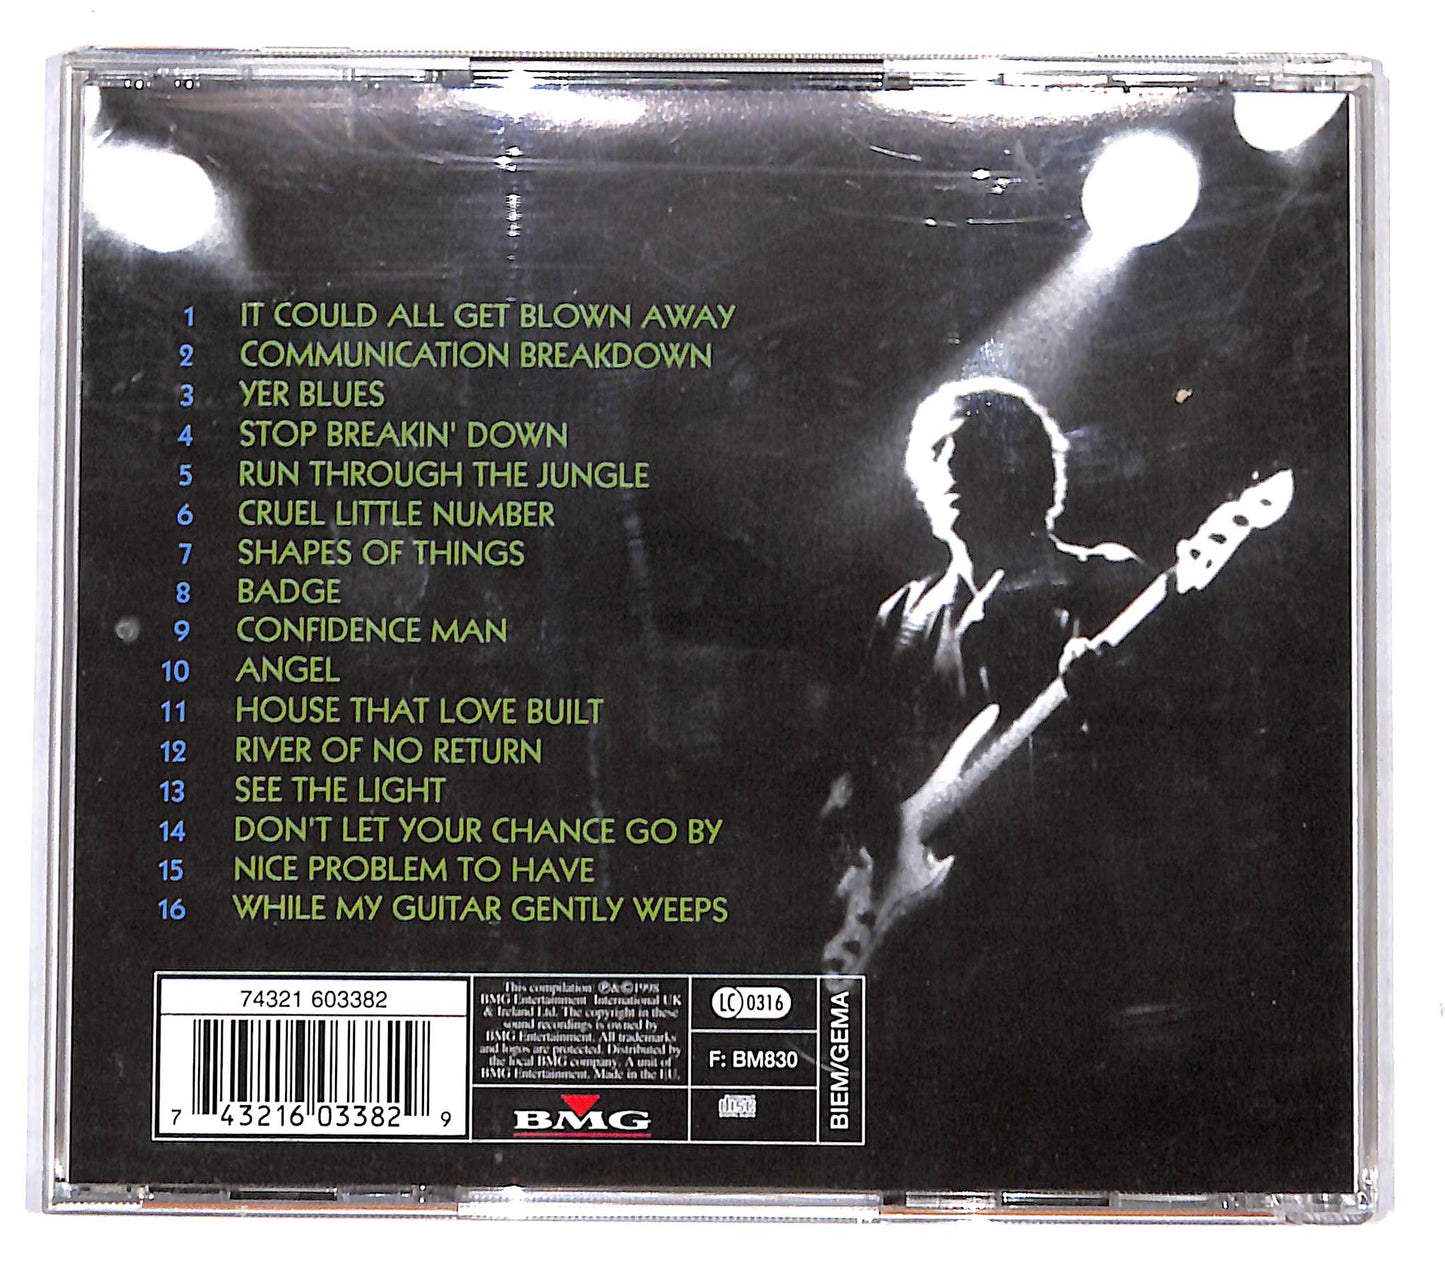 1 IT COULD ALL GET BLOWN AWAY
2 COMMUNICATION BREAKDOWN
3 YER BLUES
4 STOP BREAKIN' DOWN
5 RUN THROUGH THE JUNGLE
6 CRUEL LITTLE NUMBER
7 SHAPES OF THINGS
8 BADGE
9 CONFIDENCE MAN
10 ANGEL
11 HOUSE THAT LOVE BUILT
12 RIVER OF NO RETURN
13 SEE THE LIGHT
14 DON'T LET YOUR CHANCE GO BY
15 NICE PROBLEM TO HAVE
16 WHILE MY GUITAR GENTLY WEEPS
74321 603382
7 43216 03382 9
This compilation ℗&©1998
BMG Entertainment International UK
& Ireland Ltd. The copyright in these
sound recordings is owned by
BMG Entertainment. All trademarks
and logos are protected. Distributed by
the local BMG company. A unit of
BMG Entertainment. Made in the EU.
BMG
LC 0316
F: BM830
disc
BIEM/GEMA